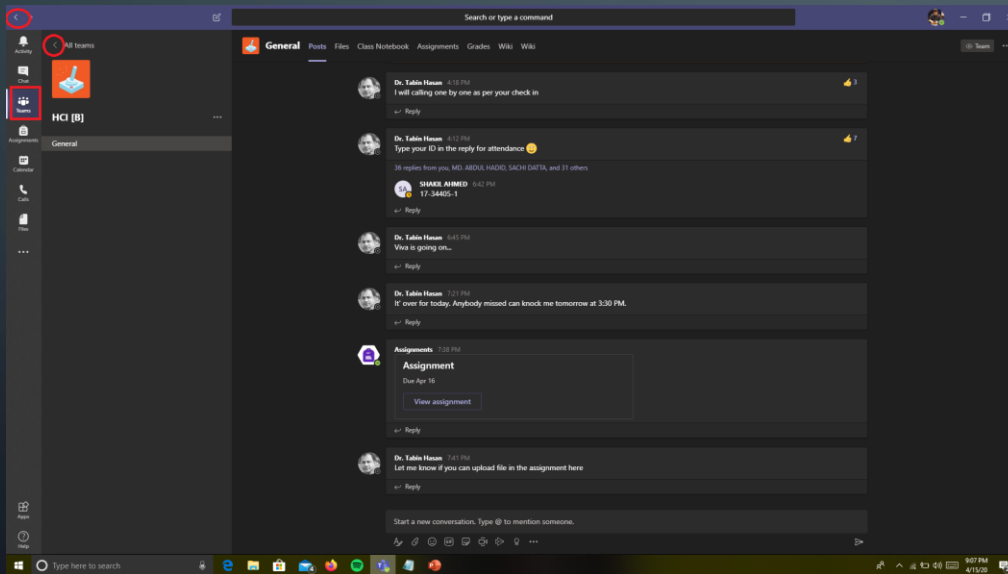 Search or type a command
Activity
Chat
Teams
Assignments
Calendar
Calls
Files
Apps
Help
All teams
HCI [B]
General
General Posts Files Class Notebook Assignments Grades Wiki Wiki
Team
Dr. Tabin Hasan 4:18 PM
3
I will calling one by one as per your check in
Reply
Dr. Tabin Hasan 4:12 PM
7
Type your ID in the reply for attendance
36 replies from you, MD. ABDUL HADID, SACHI DATTA, and 31 others
SA
SHAKIL AHMED 6:42 PM
17-34405-1
Reply
Dr. Tabin Hasan 6:45 PM
Viva is going on...
Reply
Dr. Tabin Hasan 7:21 PM
It' over for today. Anybody missed can knock me tomorrow at 3:30 PM.
Reply
Assignments 7:38 PM
Assignment
Due Apr 16
View assignment
Reply
Dr. Tabin Hasan 7:41 PM
Let me know if you can upload file in the assignment here
Reply
Start a new conversation. Type @ to mention someone.
Type here to search
9:07 PM
4/15/20